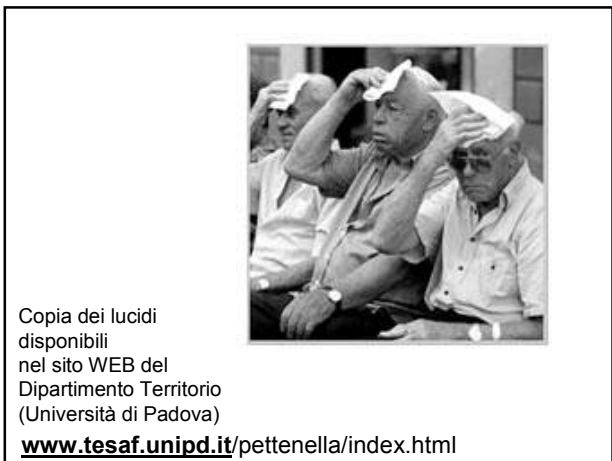 Copia dei lucidi
disponibili
nel sito WEB del
Dipartimento Territorio
(Università di Padova)
www.tesaf.unipd.it/pettenella/index.html